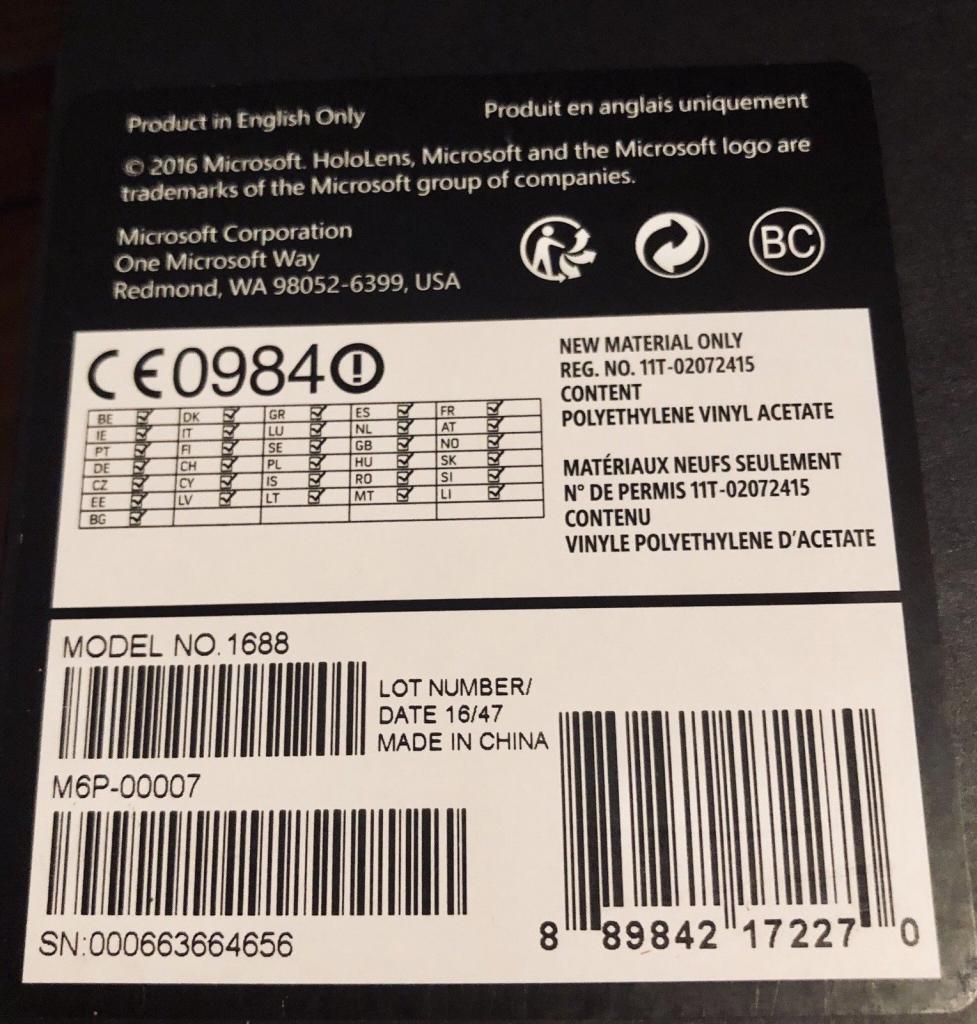 Product in English Only
Produit en anglais uniquement
© 2016 Microsoft. HoloLens, Microsoft and the Microsoft logo are
trademarks of the Microsoft group of companies.
Microsoft Corporation
One Microsoft Way
Redmond, WA 98052-6399, USA
BC
CE0984
BE DK GR ES FR
IE IT LU NL AT
PT FI SE GB NO
DE CH PL HU SK
CZ CY IS RO SI
EE LV LT MT LI
BG
NEW MATERIAL ONLY
REG. NO. 11T-02072415
CONTENT
POLYETHYLENE VINYL ACETATE
MATÉRIAUX NEUFS SEULEMENT
N° DE PERMIS 11T-02072415
CONTENU
VINYLE POLYETHYLENE D'ACETATE
MODEL NO. 1688
LOT NUMBER/
DATE 16/47
MADE IN CHINA
M6P-00007
SN:000663664656
8 89842 17227 0